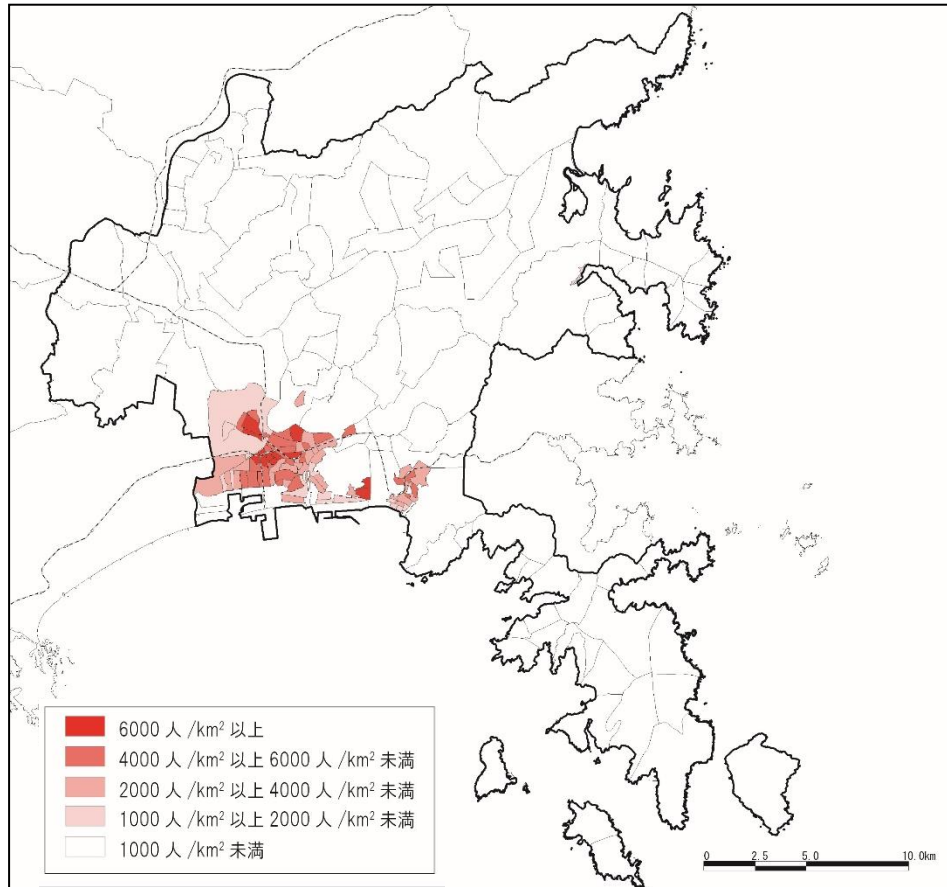 6000 人 /km² 以上
4000 人 /km² 以上 6000 人 /km² 未満
2000 人 /km² 以上 4000 人 /km² 未満
1000 人 /km² 以上 2000 人 /km² 未満
1000 人 /km² 未満
0 2.5 5.0 10.0km